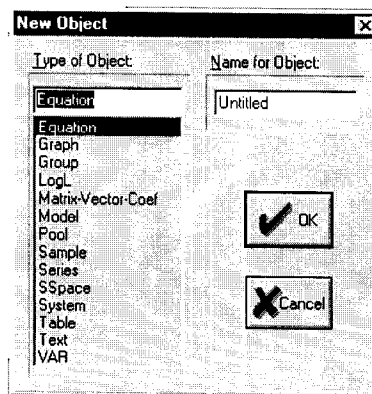 New Object
Type of Object:
Name for Object:
Equation
Untitled
Equation
Graph
Group
LogL
Matrix-Vector-Coef
Model
Pool
Sample
Series
SSpace
System
Table
Text
VAR
OK
Cancel